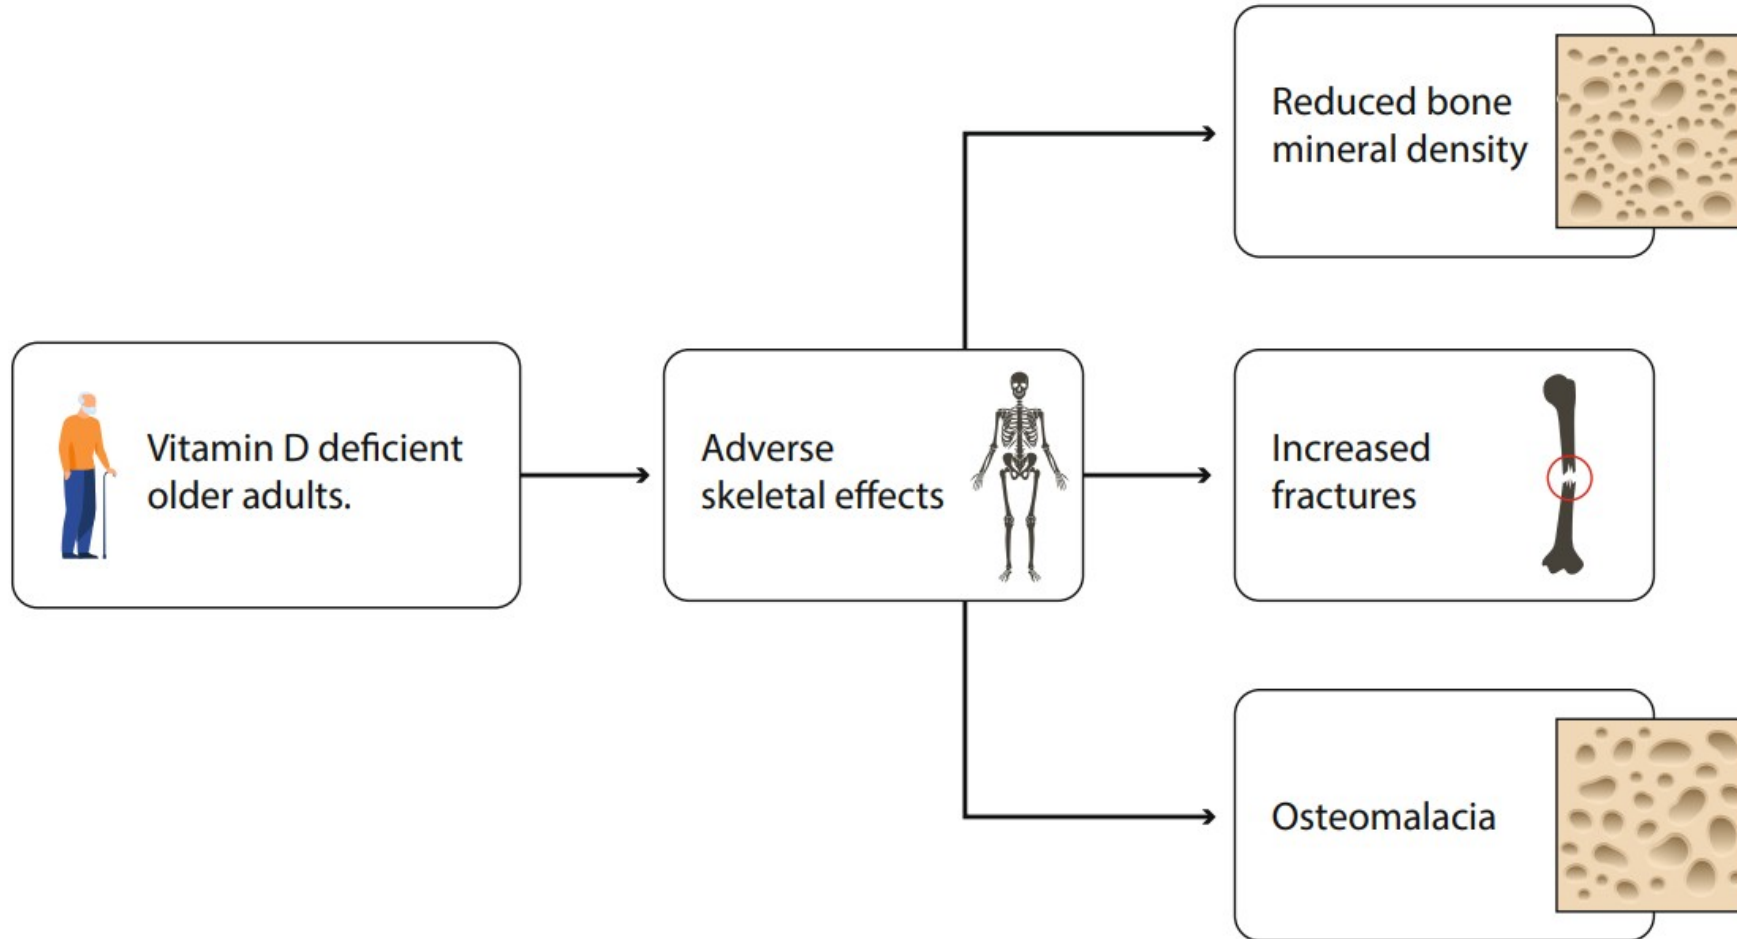 Reduced bone
mineral density
Vitamin D deficient
older adults.
Adverse
skeletal effects
Increased
fractures
Osteomalacia